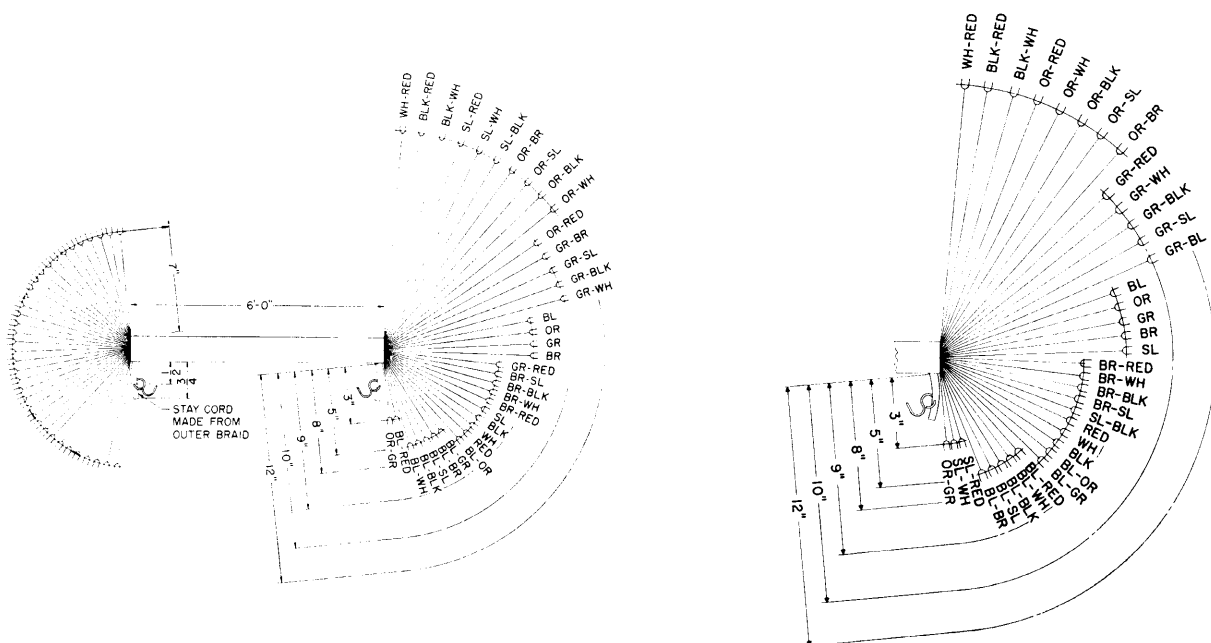 WH-RED
BLK-RED
BLK-WH
SL-RED
SL-WH
SL-BLK
OR-BR
OR-SL
OR-BLK
OR-WH
OR-RED
GR-BR
GR-SL
GR-BLK
GR-WH
BL
OR
GR
BR
GR-RED
BR-SL
BR-BLK
BR-WH
BR-RED
SL
BLK
WH
RED
BL-OR
BL-GR
BL-BR
BL-SL
BL-BLK
BL-WH
BL-RED
OR-GR
7"
6'-0"
2
3
4
STAY CORD
MADE FROM
OUTER BRAID
3"
5"
8"
9"
10"
12"
WH-RED
BLK-RED
BLK-WH
OR-RED
OR-WH
OR-BLK
OR-SL
OR-BR
GR-RED
GR-WH
GR-BLK
GR-SL
GR-BL
BL
OR
GR
BR
SL
BR-RED
BR-WH
BR-BLK
BR-SL
SL-BLK
RED
WH
BLK
BL-OR
BL-GR
BL-RED
BL-WH
BL-BLK
BL-SL
BL-BR
SL-RED
SL-WH
OR-GR
3"
5"
8"
9"
10"
12"